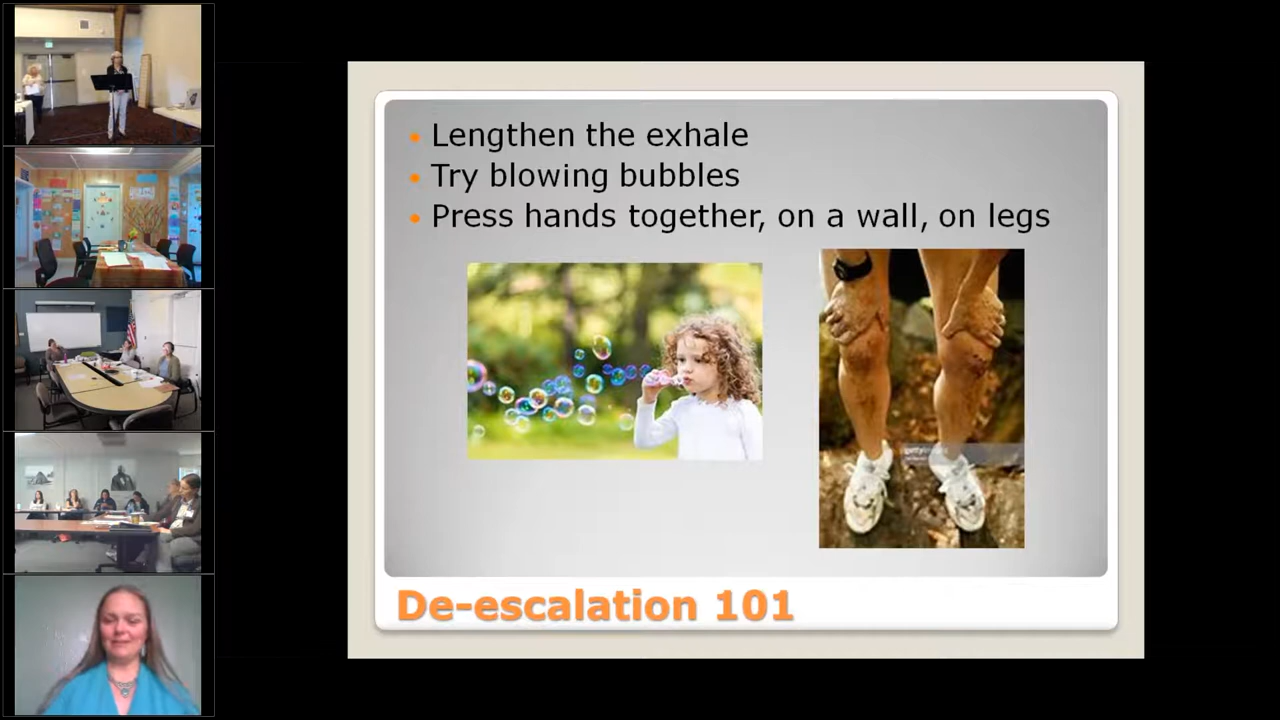 Lengthen the exhale
Try blowing bubbles
Press hands together, on a wall, on legs
De-escalation 101